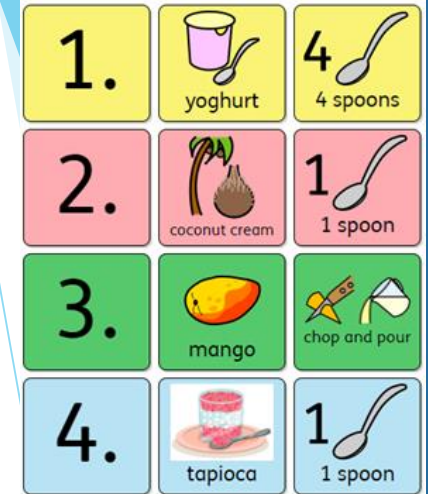 1.
yoghurt
4
4 spoons
2.
coconut cream
1
1 spoon
3.
mango
chop and pour
4.
tapioca
1
1 spoon